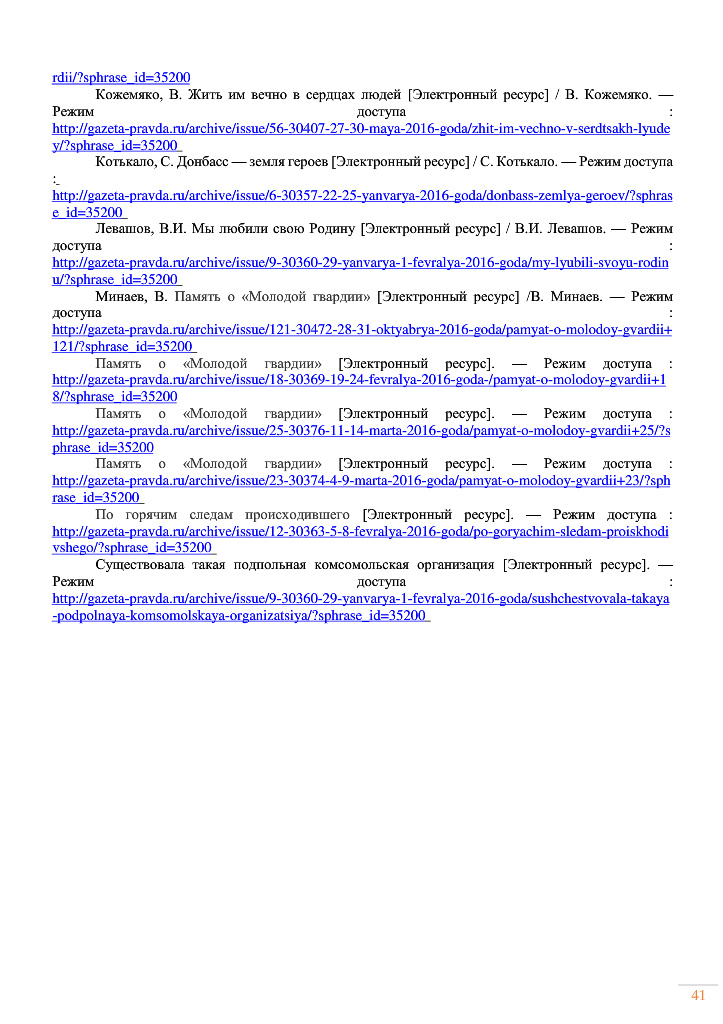 rdii/?sphrase_id=35200
Кожемяко, В. Жить им вечно в сердцах людей [Электронный ресурс] / В. Кожемяко. —
Режим доступа :
http://gazeta-pravda.ru/archive/issue/56-30407-27-30-maya-2016-goda/zhit-im-vechno-v-serdtsakh-lyude
y/?sphrase_id=35200
Котькало, С. Донбасс — земля героев [Электронный ресурс] / С. Котькало. — Режим доступа
:
http://gazeta-pravda.ru/archive/issue/6-30357-22-25-yanvarya-2016-goda/donbass-zemlya-geroev/?sphras
e_id=35200
Левашов, В.И. Мы любили свою Родину [Электронный ресурс] / В.И. Левашов. — Режим
доступа :
http://gazeta-pravda.ru/archive/issue/9-30360-29-yanvarya-1-fevralya-2016-goda/my-lyubili-svoyu-rodin
u/?sphrase_id=35200
Минаев, В. Память о «Молодой гвардии» [Электронный ресурс] /В. Минаев. — Режим
доступа :
http://gazeta-pravda.ru/archive/issue/121-30472-28-31-oktyabrya-2016-goda/pamyat-o-molodoy-gvardii+
121/?sphrase_id=35200
Память о «Молодой гвардии» [Электронный ресурс]. — Режим доступа :
http://gazeta-pravda.ru/archive/issue/18-30369-19-24-fevralya-2016-goda-/pamyat-o-molodoy-gvardii+1
8/?sphrase_id=35200
Память о «Молодой гвардии» [Электронный ресурс]. — Режим доступа :
http://gazeta-pravda.ru/archive/issue/25-30376-11-14-marta-2016-goda/pamyat-o-molodoy-gvardii+25/?s
phrase_id=35200
Память о «Молодой гвардии» [Электронный ресурс]. — Режим доступа :
http://gazeta-pravda.ru/archive/issue/23-30374-4-9-marta-2016-goda/pamyat-o-molodoy-gvardii+23/?sph
rase_id=35200
По горячим следам происходившего [Электронный ресурс]. — Режим доступа :
http://gazeta-pravda.ru/archive/issue/12-30363-5-8-fevralya-2016-goda/po-goryachim-sledam-proiskhodi
vshego/?sphrase_id=35200
Существовала такая подпольная комсомольская организация [Электронный ресурс]. —
Режим доступа :
http://gazeta-pravda.ru/archive/issue/9-30360-29-yanvarya-1-fevralya-2016-goda/sushchestvovala-takaya
-podpolnaya-komsomolskaya-organizatsiya/?sphrase_id=35200
41